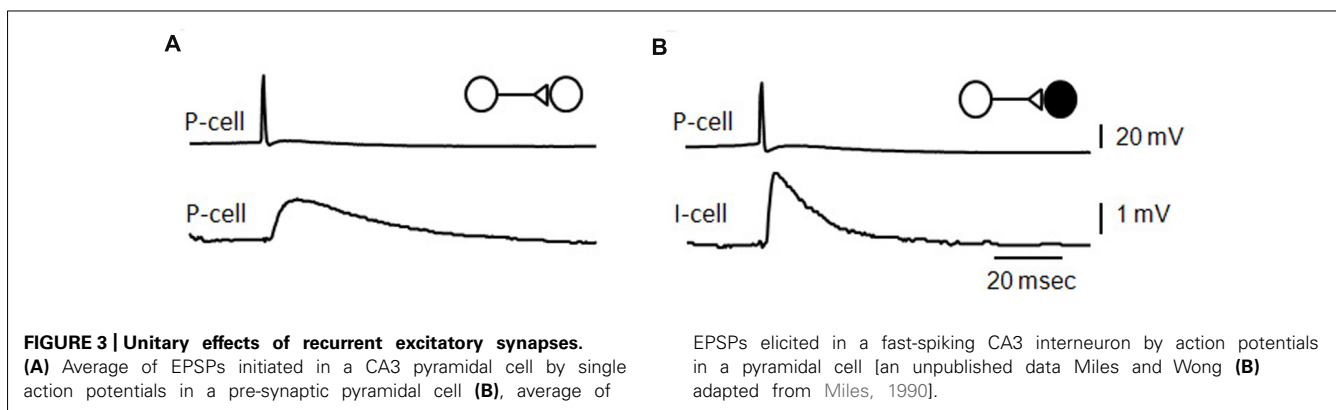 A
B
P-cell
P-cell
20 mV
P-cell
I-cell
1 mV
20 msec
FIGURE 3 | Unitary effects of recurrent excitatory synapses.
(A) Average of EPSPs initiated in a CA3 pyramidal cell by single
action potentials in a pre-synaptic pyramidal cell (B), average of
EPSPs elicited in a fast-spiking CA3 interneuron by action potentials
in a pyramidal cell [an unpublished data Miles and Wong (B)
adapted from Miles, 1990].